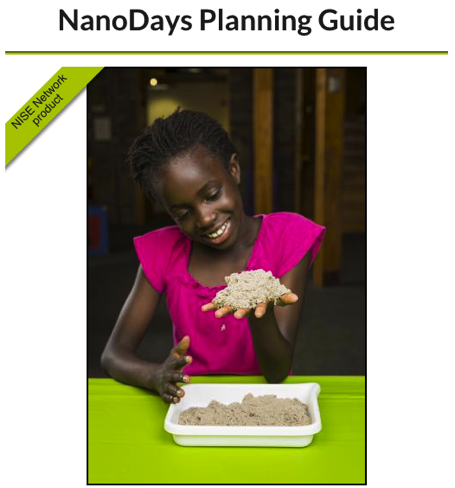 NanoDays Planning Guide
NISE Network
product